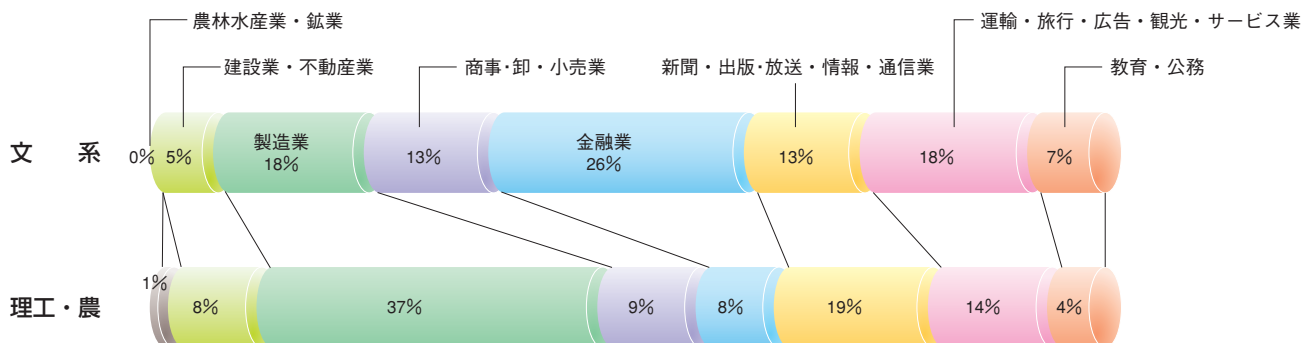 農林水産業・鉱業
運輸・旅行・広告・観光・サービス業
建設業・不動産業
商事・卸・小売業
新聞・出版・放送・情報・通信業
教育・公務
文 系
0%
5%
製造業
18%
13%
金融業
26%
13%
18%
7%
理工・農
1%
8%
37%
9%
8%
19%
14%
4%